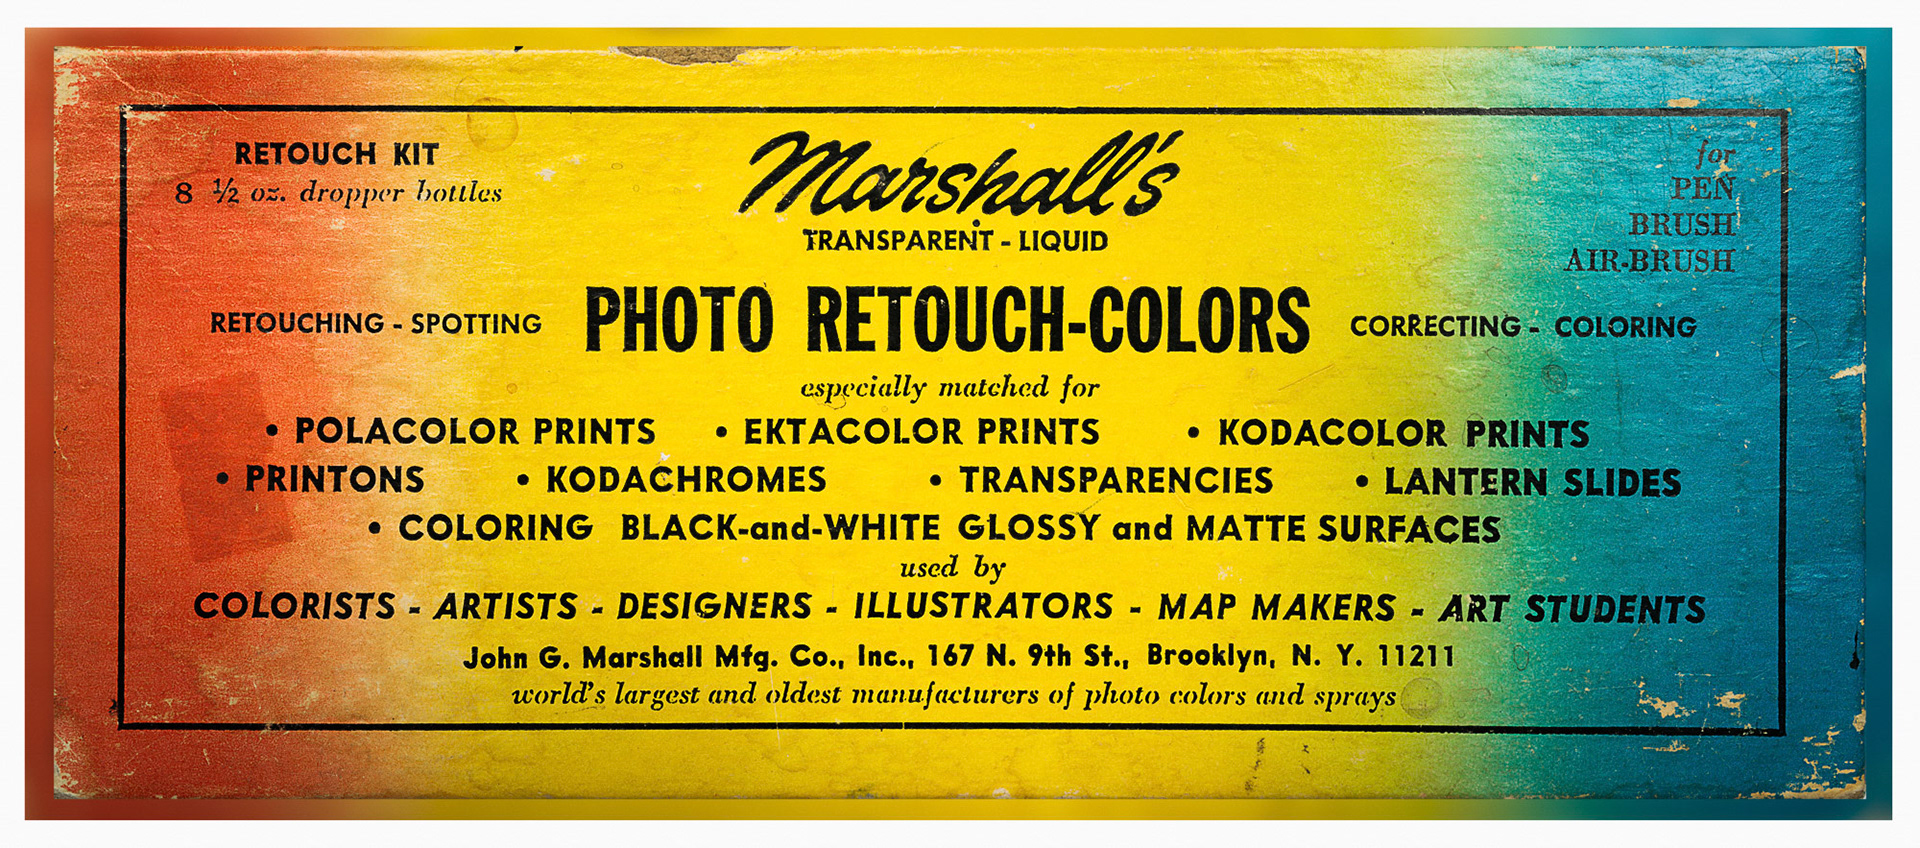 RETOUCH KIT
8 ½ oz. dropper bottles
Marshall's
TRANSPARENT - LIQUID
for
PEN
BRUSH
AIR-BRUSH
RETOUCHING - SPOTTING
PHOTO RETOUCH-COLORS
CORRECTING - COLORING
especially matched for
• POLACOLOR PRINTS • EKTACOLOR PRINTS • KODACOLOR PRINTS
• PRINTONS • KODACHROMES • TRANSPARENCIES • LANTERN SLIDES
• COLORING BLACK-and-WHITE GLOSSY and MATTE SURFACES
used by
COLORISTS - ARTISTS - DESIGNERS - ILLUSTRATORS - MAP MAKERS - ART STUDENTS
John G. Marshall Mfg. Co., Inc., 167 N. 9th St., Brooklyn, N. Y. 11211
world's largest and oldest manufacturers of photo colors and sprays